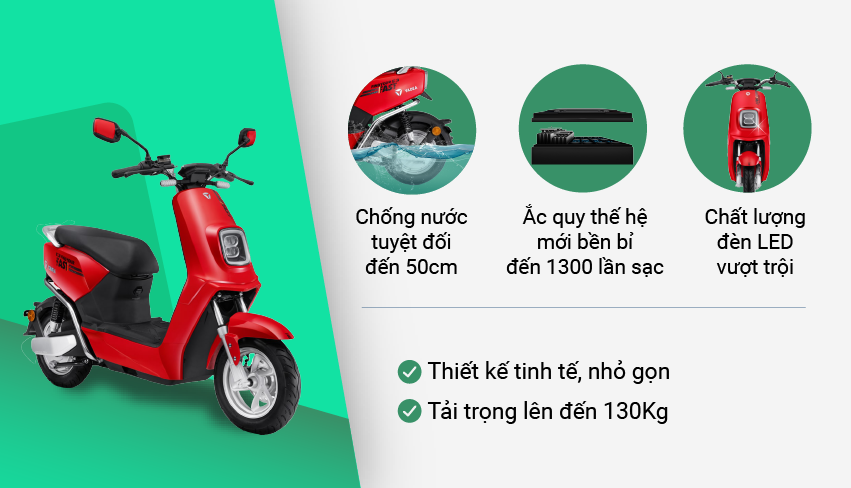 Chống nước
tuyệt đối
đến 50cm
Ắc quy thế hệ
mới bền bỉ
đến 1300 lần sạc
Chất lượng
đèn LED
vượt trội
Thiết kế tinh tế, nhỏ gọn
Tải trọng lên đến 130Kg